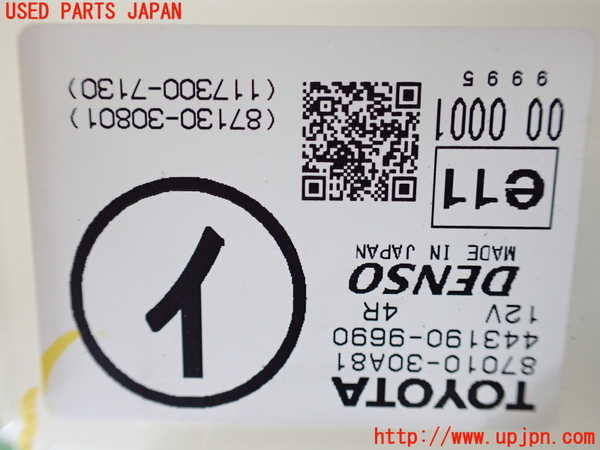 USED PARTS JAPAN
TOYOTA
87010-30A81
443190-9690
12V 4R
DENSO
MADE IN JAPAN
イ
e11
00 0001
9995
(87130-30801)
(117300-7130)
http://www.upjpn.com/